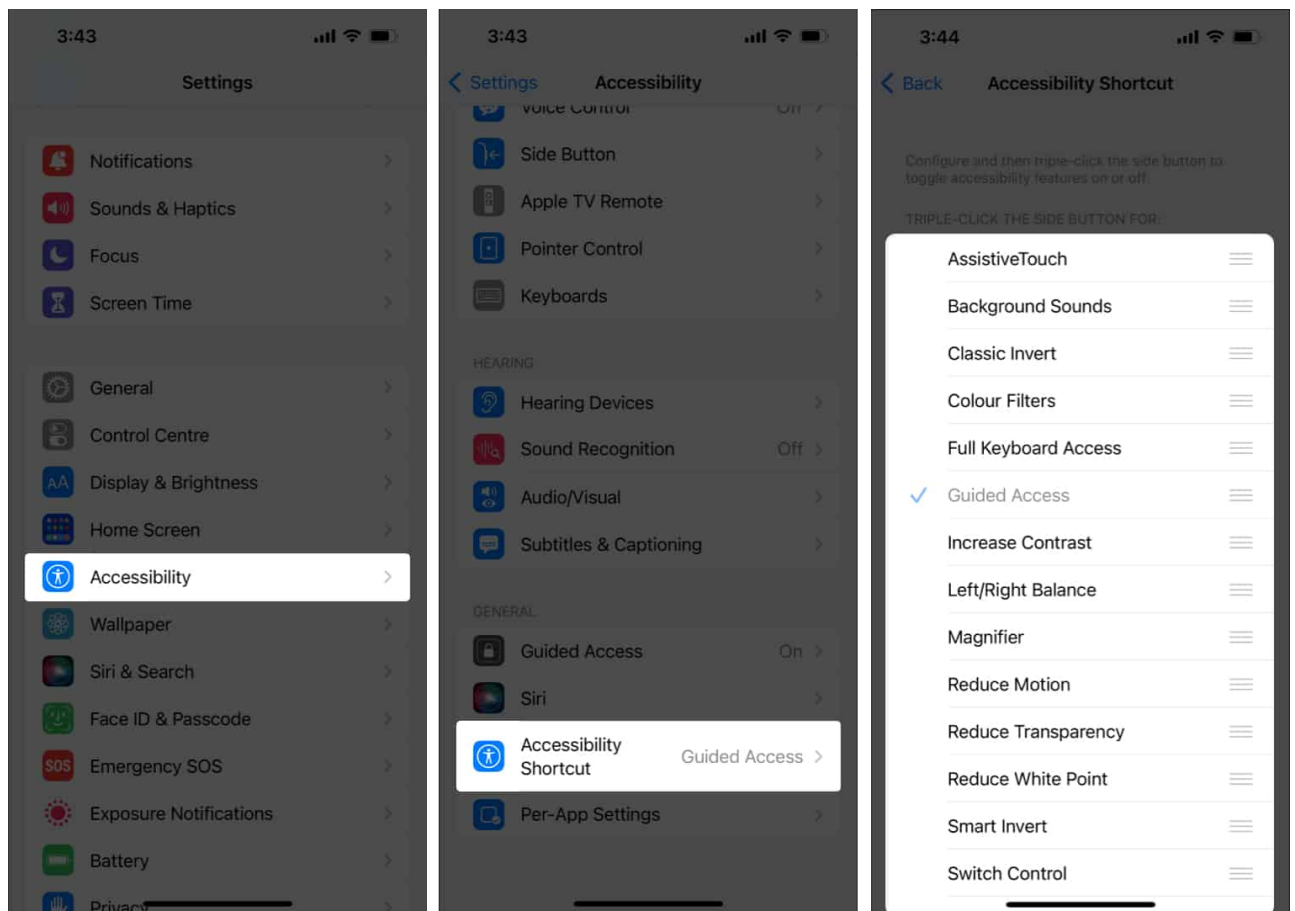 3:43
Settings
Notifications
Sounds & Haptics
Focus
Screen Time
General
Control Centre
AA
Display & Brightness
Home Screen
Accessibility
Wallpaper
Siri & Search
Face ID & Passcode
SOS
Emergency SOS
Exposure Notifications
Battery
Privacy
3:43
Settings
Accessibility
Voice Control
Off
Side Button
Apple TV Remote
Pointer Control
Keyboards
HEARING
Hearing Devices
Sound Recognition
Off
Audio/Visual
Subtitles & Captioning
GENERAL
Guided Access
On
Siri
Accessibility
Shortcut
Guided Access
Per-App Settings
3:44
Back
Accessibility Shortcut
Configure and then triple-click the side button to
toggle accessibility features on or off.
TRIPLE-CLICK THE SIDE BUTTON FOR:
AssistiveTouch
Background Sounds
Classic Invert
Colour Filters
Full Keyboard Access
Guided Access
Increase Contrast
Left/Right Balance
Magnifier
Reduce Motion
Reduce Transparency
Reduce White Point
Smart Invert
Switch Control